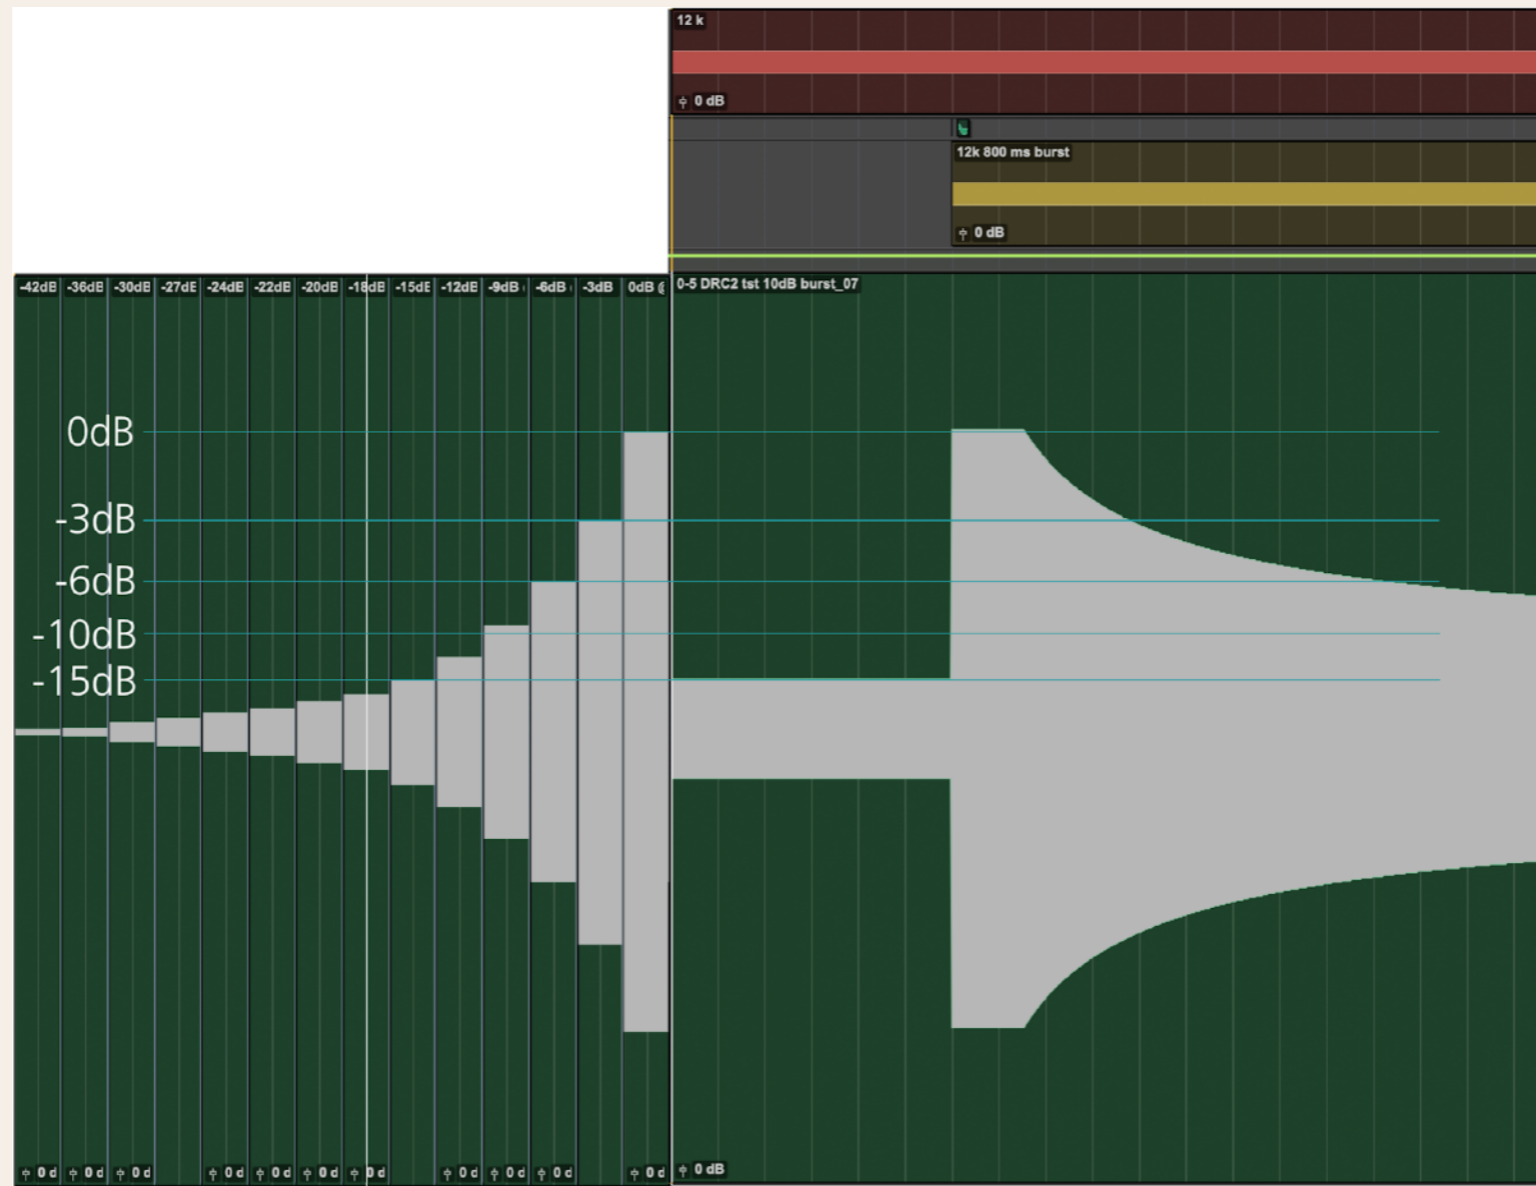 12 k
0 dB
12k 800 ms burst
0 dB
-42dB -36dB -30dB -27dE -24dB -22dB -20dB -18dB -15dE -12dB -9dB -6dB -3dB 0dB @
0-5 DRC2 tst 10dB burst_07
0dB
-3dB
-6dB
-10dB
-15dB
0 d 0 d 0 d 0 d 0 d 0 d 0 d 0 d 0 d 0 d 0 d 0 dB